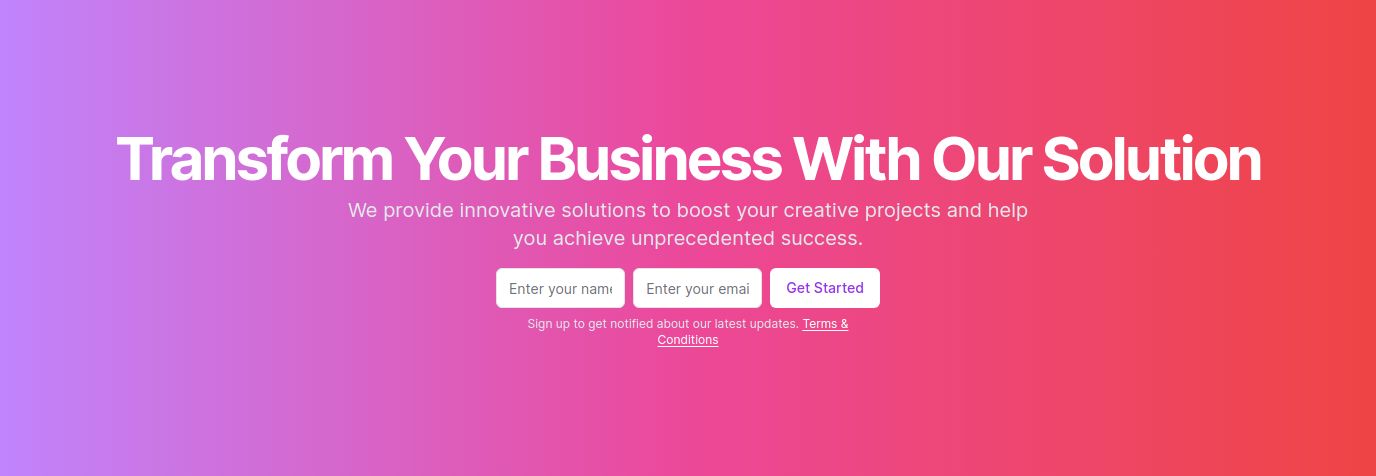 Transform Your Business With Our Solution
We provide innovative solutions to boost your creative projects and help
you achieve unprecedented success.
Enter your name Enter your emai Get Started
Sign up to get notified about our latest updates. Terms &
Conditions